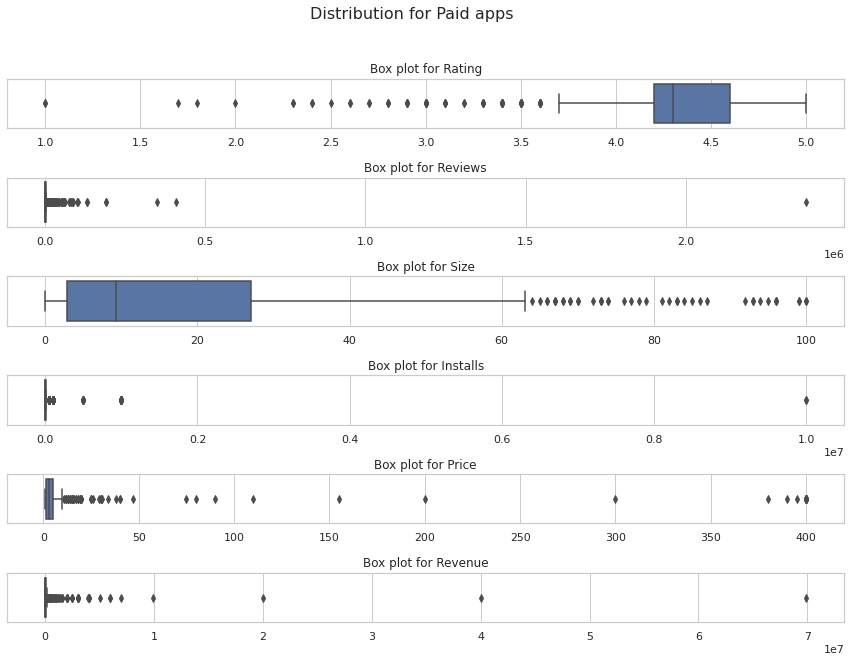 Distribution for Paid apps
Box plot for Rating
1.0 1.5 2.0 2.5 3.0 3.5 4.0 4.5 5.0
Box plot for Reviews
0.0 0.5 1.0 1.5 2.0
1e6
Box plot for Size
0 20 40 60 80 100
Box plot for Installs
0.0 0.2 0.4 0.6 0.8 1.0
1e7
Box plot for Price
0 50 100 150 200 250 300 350 400
Box plot for Revenue
0 1 2 3 4 5 6 7
1e7